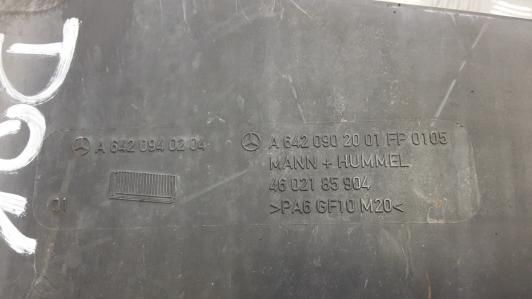 DOK
A 642 094 02 04
01
A 642 090 20 01 FP 0105
MANN + HUMMEL
46 021 85 904
>PA6 GF10 M20<